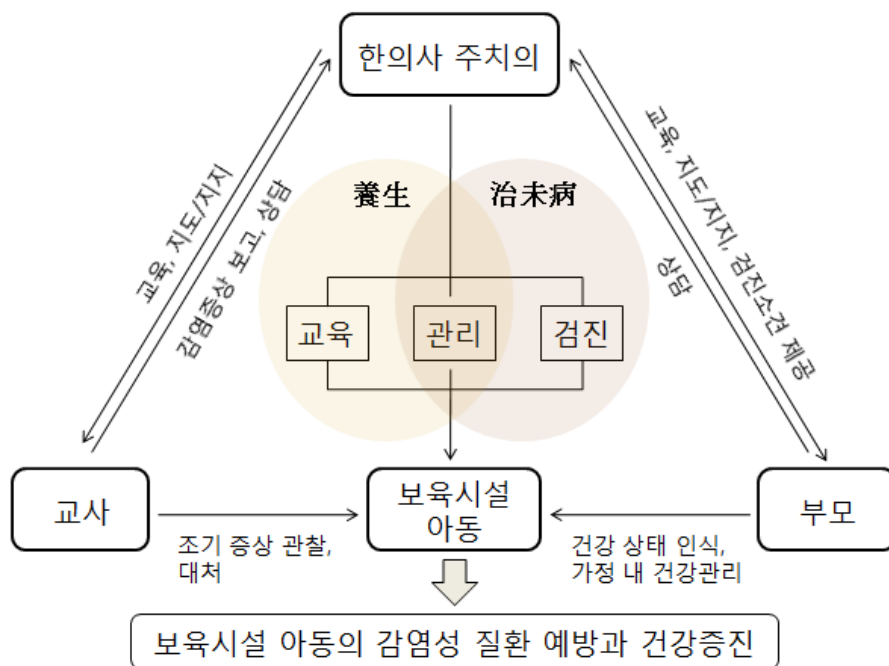 한의사 주치의
교육, 지도/지지
감염증상 보고, 상담
교육, 지도/지지, 검진소견 제공
상담
養生
治未病
교육
관리
검진
교사
보육시설
아동
부모
조기 증상 관찰,
대처
건강 상태 인식,
가정 내 건강관리
보육시설 아동의 감염성 질환 예방과 건강증진